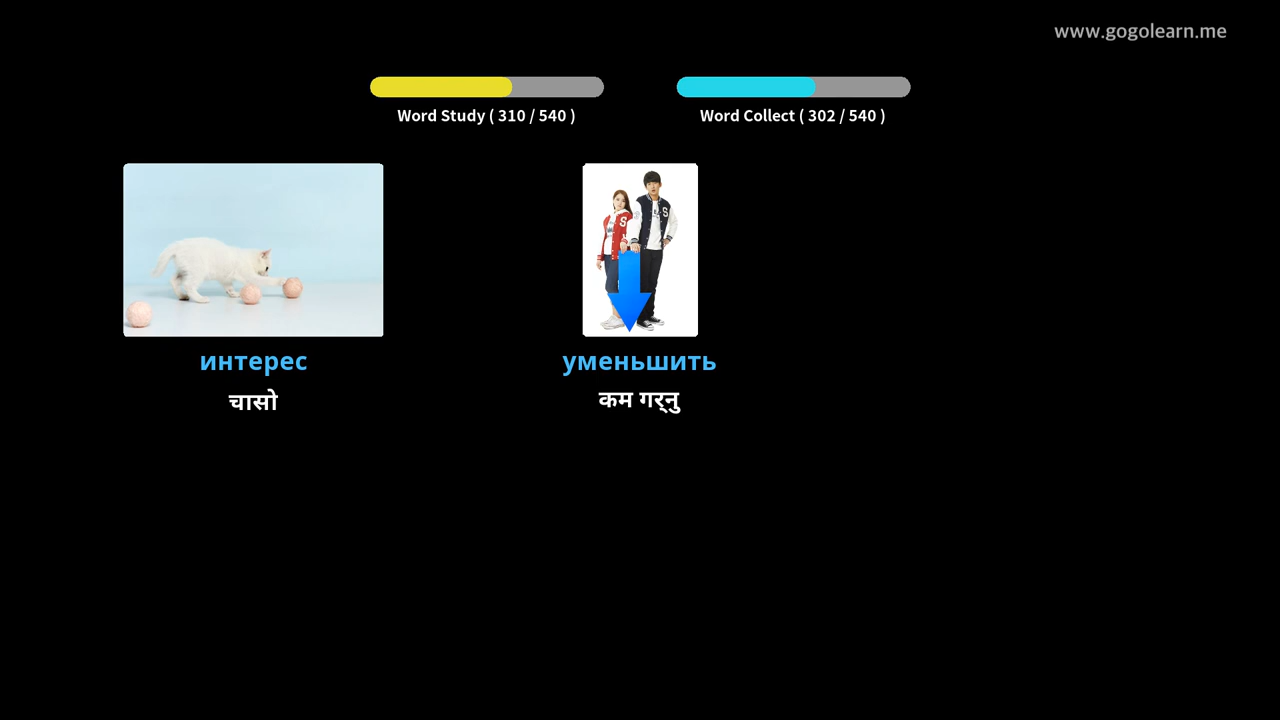 www.gogolearn.me
Word Study ( 310 / 540 )
Word Collect ( 302 / 540 )
интерес
चासो
уменьшить
कम गर्‍नु